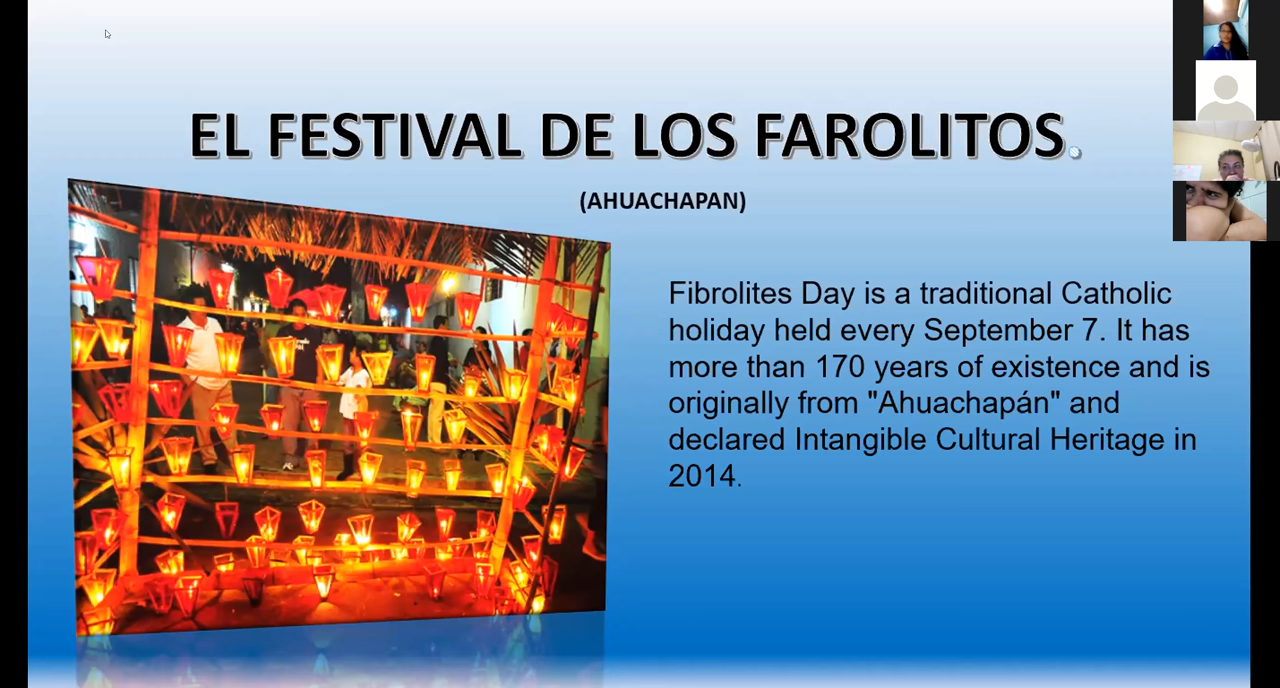 EL FESTIVAL DE LOS FAROLITOS.
(AHUACHAPAN)
Fibrolites Day is a traditional Catholic
holiday held every September 7. It has
more than 170 years of existence and is
originally from "Ahuachapán" and
declared Intangible Cultural Heritage in
2014.